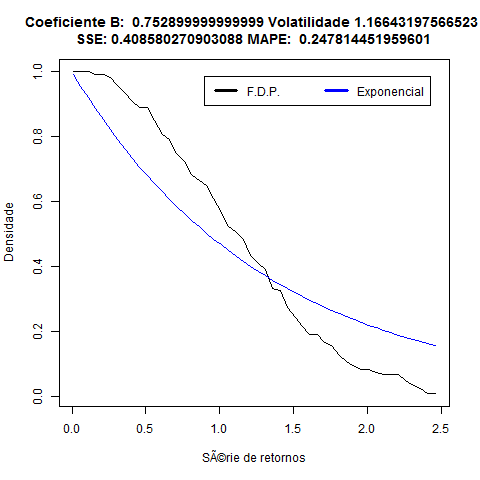 Coeficiente B:  0.752899999999999 Volatilidade 1.16643197566523
SSE: 0.408580270903088 MAPE:  0.247814451959601
F.D.P.
Exponencial
1.0
0.8
0.6
0.4
0.2
0.0
Densidade
0.0
0.5
1.0
1.5
2.0
2.5
SÃ©rie de retornos